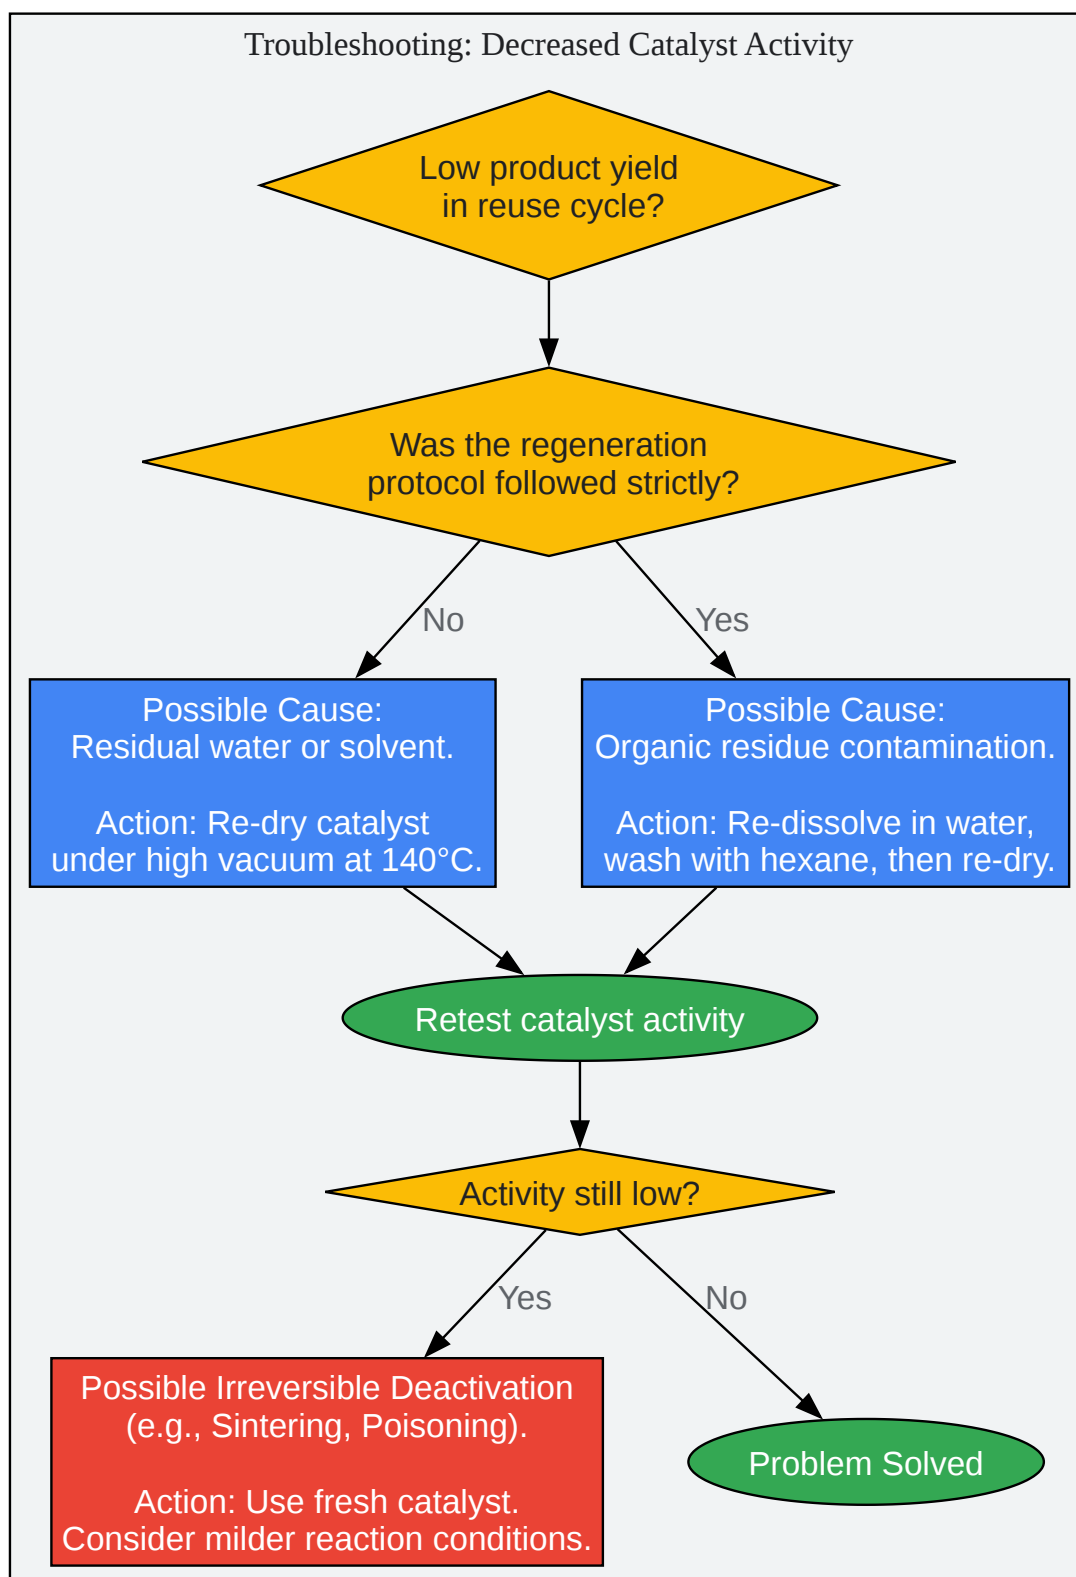 Troubleshooting: Decreased Catalyst Activity
Low product yield
in reuse cycle?
Was the regeneration
protocol followed strictly?
No
Yes
Possible Cause:
Residual water or solvent.
Action: Re-dry catalyst
under high vacuum at 140°C.
Possible Cause:
Organic residue contamination.
Action: Re-dissolve in water,
wash with hexane, then re-dry.
Retest catalyst activity
Activity still low?
Yes
No
Possible Irreversible Deactivation
(e.g., Sintering, Poisoning).
Action: Use fresh catalyst.
Consider milder reaction conditions.
Problem Solved